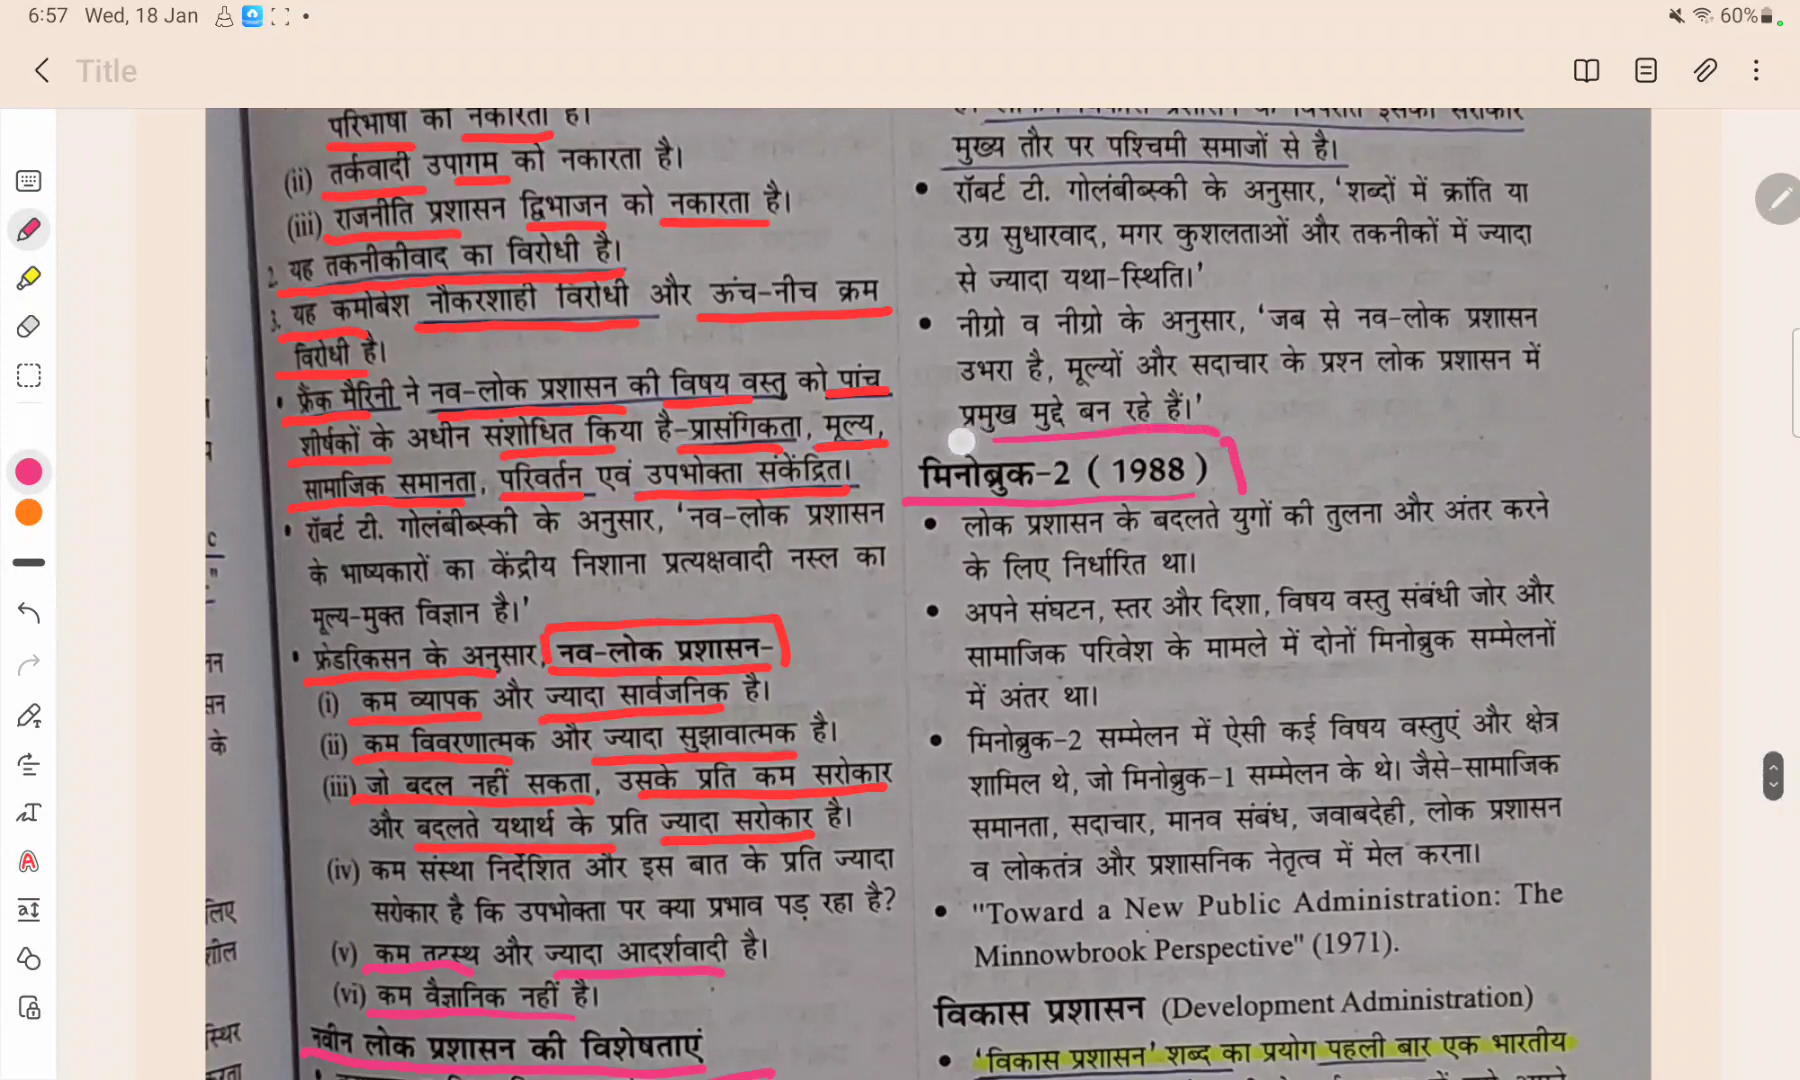 6:57 Wed, 18 Jan
60%
Title
परिभाषा को नकारता है।
(ii) तर्कवादी उपागम को नकारता है।
(iii) राजनीति प्रशासन द्विभाजन को नकारता है।
2. यह तकनीकीवाद का विरोधी है।
3. यह कमोबेश नौकरशाही विरोधी और ऊंच-नीच क्रम
विरोधी है।
• फ्रैंक मैरिनी ने नव-लोक प्रशासन की विषय वस्तु को पांच
शीर्षकों के अधीन संशोधित किया है-प्रासंगिकता, मूल्य,
सामाजिक समानता, परिवर्तन एवं उपभोक्ता संकेंद्रित।
• रॉबर्ट टी. गोलंबीब्स्की के अनुसार, 'नव-लोक प्रशासन
के भाष्यकारों का केंद्रीय निशाना प्रत्यक्षवादी नस्ल का
मूल्य-मुक्त विज्ञान है।'
• फ्रेडरिकसन के अनुसार, नव-लोक प्रशासन-
(i) कम व्यापक और ज्यादा सार्वजनिक है।
(ii) कम विवरणात्मक और ज्यादा सुझावात्मक है।
(iii) जो बदल नहीं सकता, उसके प्रति कम सरोकार
और बदलते यथार्थ के प्रति ज्यादा सरोकार है।
(iv) कम संस्था निर्देशित और इस बात के प्रति ज्यादा
सरोकार है कि उपभोक्ता पर क्या प्रभाव पड़ रहा है?
(v) कम तटस्थ और ज्यादा आदर्शवादी है।
(vi) कम वैज्ञानिक नहीं है।
नवीन लोक प्रशासन की विशेषताएं
मुख्य तौर पर पश्चिमी समाजों से है।
• रॉबर्ट टी. गोलंबीब्स्की के अनुसार, 'शब्दों में क्रांति या
उग्र सुधारवाद, मगर कुशलताओं और तकनीकों में ज्यादा
से ज्यादा यथा-स्थिति।'
• नीग्रो व नीग्रो के अनुसार, 'जब से नव-लोक प्रशासन
उभरा है, मूल्यों और सदाचार के प्रश्न लोक प्रशासन में
प्रमुख मुद्दे बन रहे हैं।'
मिनोब्रुक-2 ( 1988 )
• लोक प्रशासन के बदलते युगों की तुलना और अंतर करने
के लिए निर्धारित था।
• अपने संघटन, स्तर और दिशा, विषय वस्तु संबंधी जोर और
सामाजिक परिवेश के मामले में दोनों मिनोब्रुक सम्मेलनों
में अंतर था।
• मिनोब्रुक-2 सम्मेलन में ऐसी कई विषय वस्तुएं और क्षेत्र
शामिल थे, जो मिनोब्रुक-1 सम्मेलन के थे। जैसे-सामाजिक
समानता, सदाचार, मानव संबंध, जवाबदेही, लोक प्रशासन
व लोकतंत्र और प्रशासनिक नेतृत्व में मेल करना।
• "Toward a New Public Administration: The
Minnowbrook Perspective" (1971).
विकास प्रशासन (Development Administration)
• 'विकास प्रशासन' शब्द का प्रयोग पहली बार एक भारतीय